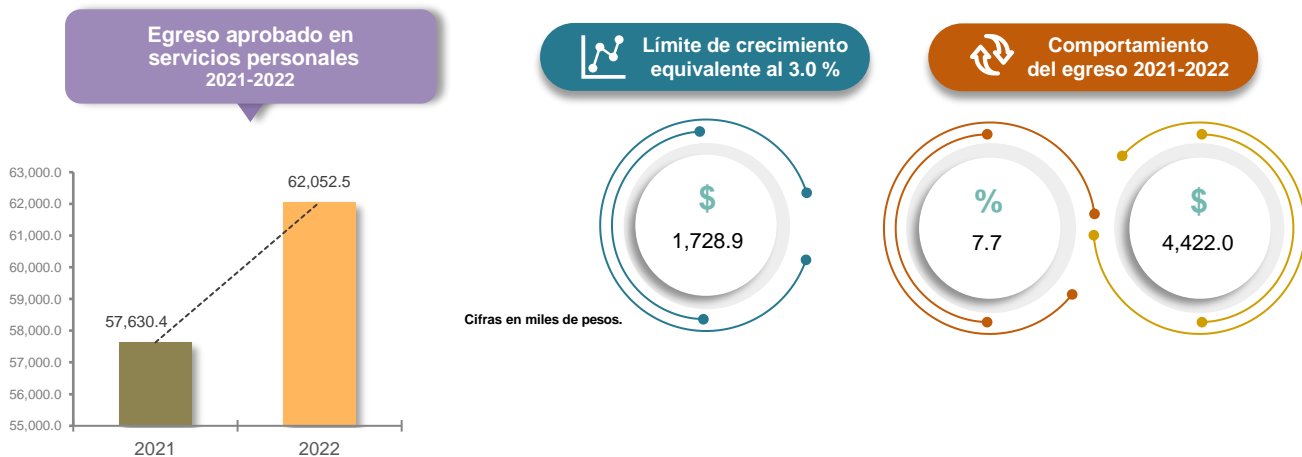 Egreso aprobado en
servicios personales
2021-2022
63,000.0
62,000.0
61,000.0
60,000.0
59,000.0
58,000.0
57,000.0
56,000.0
55,000.0
57,630.4
62,052.5
2021
2022
Límite de crecimiento
equivalente al 3.0 %
$
1,728.9
Cifras en miles de pesos.
Comportamiento
del egreso 2021-2022
%
7.7
$
4,422.0